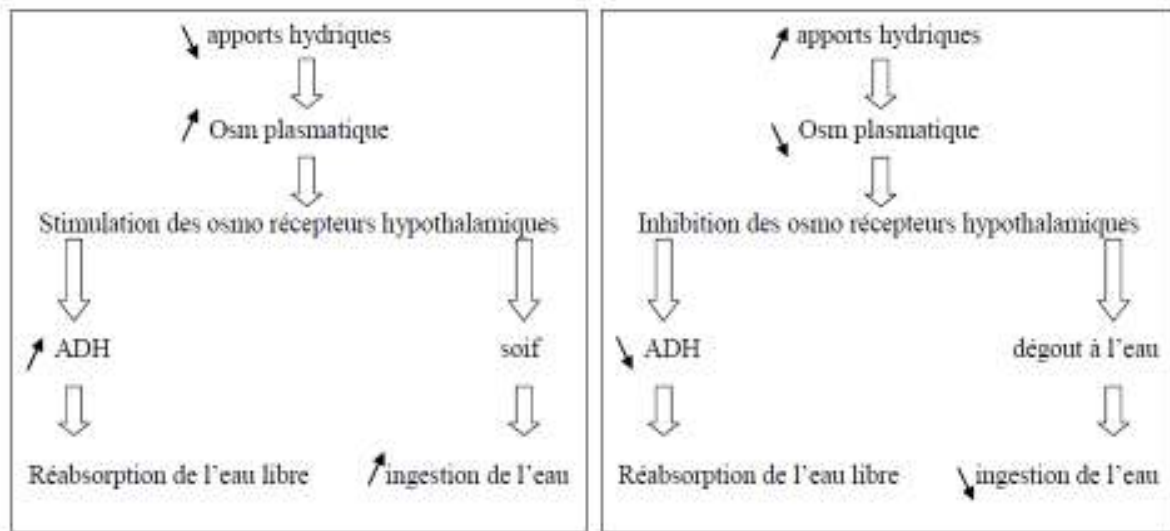 apports hydriques
Osm plasmatique
Stimulation des osmo récepteurs hypothalamiques
ADH
soif
Réabsorption de l'eau libre
ingestion de l'eau
apports hydriques
Osm plasmatique
Inhibition des osmo récepteurs hypothalamiques
ADH
dégout à l'eau
Réabsorption de l'eau libre
ingestion de l'eau